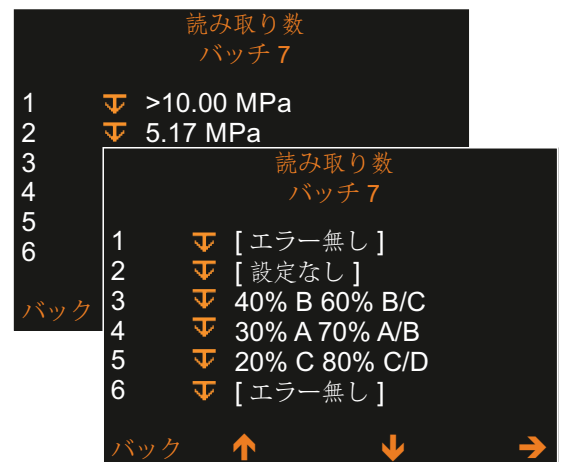 読み取り数
バッチ 7
1 >10.00 MPa
2 5.17 MPa
3
4
5
6
バック
読み取り数
バッチ 7
1 [ エラー無し ]
2 [ 設定なし ]
3 40% B 60% B/C
4 30% A 70% A/B
5 20% C 80% C/D
6 [ エラー無し ]
バック